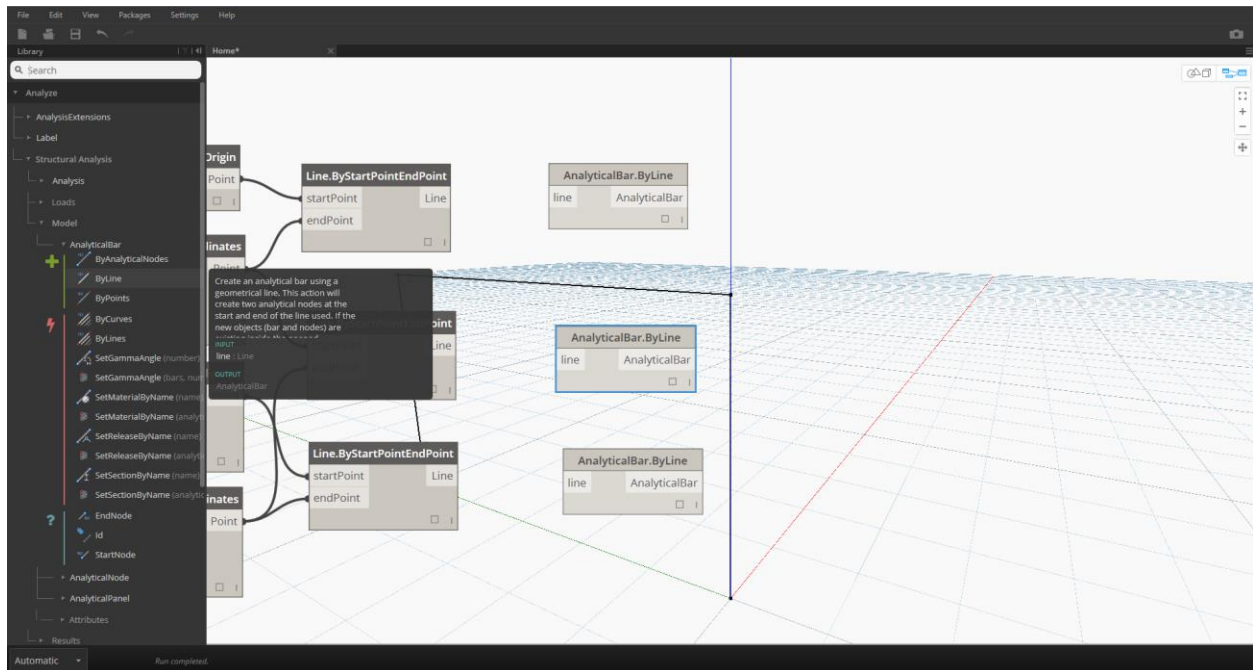 File Edit View Packages Settings Help
Library
Home*
Search
Analyze
AnalysisExtensions
Label
Structural Analysis
Analysis
Loads
Model
AnalyticalBar
ByAnalyticalNodes
ByLine
ByPoints
ByCurves
ByLines
SetGammaAngle (number)
SetGammaAngle (bars, num
SetMaterialByName (name)
SetMaterialByName (analyti
SetReleaseByName (name)
SetReleaseByName (analytic
SetSectionByName (name)
SetSectionByName (analytic
EndNode
Id
StartNode
AnalyticalNode
AnalyticalPanel
Attributes
Results
Automatic
Run completed.
Origin
Point
inates
Point
Create an analytical bar using a
geometrical line. This action will
create two analytical nodes at the
start and end of the line used. If the
new objects (bar and nodes) are
INPUT
line : Line
OUTPUT
AnalyticalBar
inates
Point
Line.ByStartPointEndPoint
startPoint Line
endPoint
Line
Line.ByStartPointEndPoint
startPoint Line
endPoint
AnalyticalBar.ByLine
line AnalyticalBar
AnalyticalBar.ByLine
line AnalyticalBar
AnalyticalBar.ByLine
line AnalyticalBar